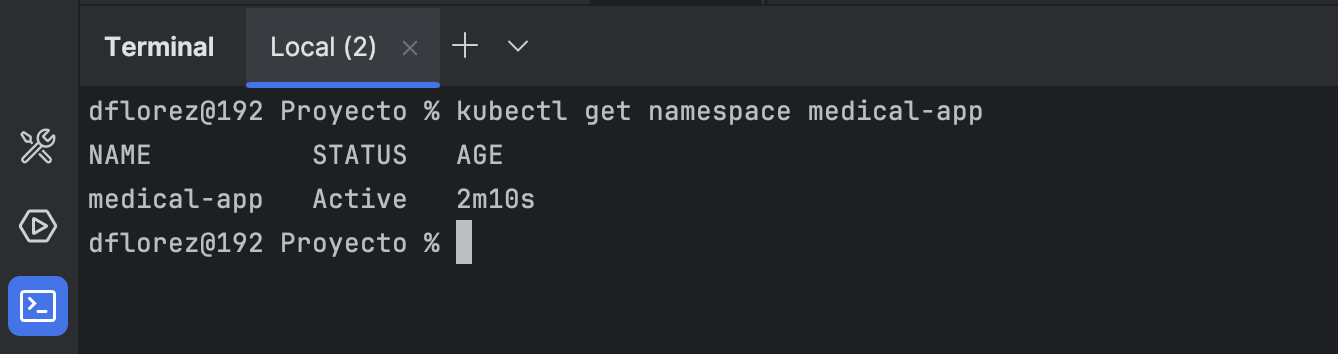 Terminal Local (2)
dflorez@192 Proyecto % kubectl get namespace medical-app
NAME STATUS AGE
medical-app Active 2m10s
dflorez@192 Proyecto %